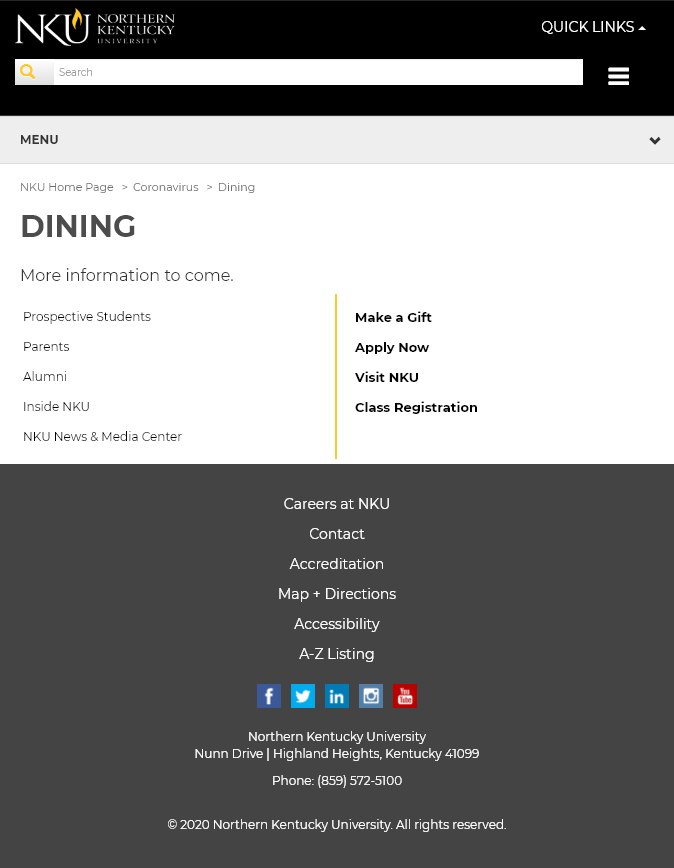 NKU NORTHERN
KENTUCKY
UNIVERSITY
QUICK LINKS
Search
MENU
NKU Home Page > Coronavirus > Dining
DINING
More information to come.
Prospective Students
Parents
Alumni
Inside NKU
NKU News & Media Center
Make a Gift
Apply Now
Visit NKU
Class Registration
Careers at NKU
Contact
Accreditation
Map + Directions
Accessibility
A-Z Listing
f in You Tube
Northern Kentucky University
Nunn Drive | Highland Heights, Kentucky 41099
Phone: (859) 572-5100
© 2020 Northern Kentucky University. All rights reserved.